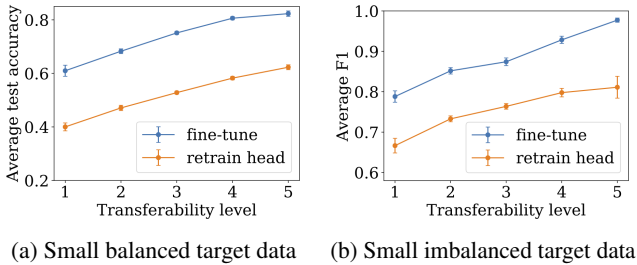 Average test accuracy
0.8
0.6
0.4
0.2
fine-tune
retrain head
1 2 3 4 5
Transferability level
(a) Small balanced target data
Average F1
1.0
0.9
0.8
0.7
0.6
fine-tune
retrain head
1 2 3 4 5
Transferability level
(b) Small imbalanced target data